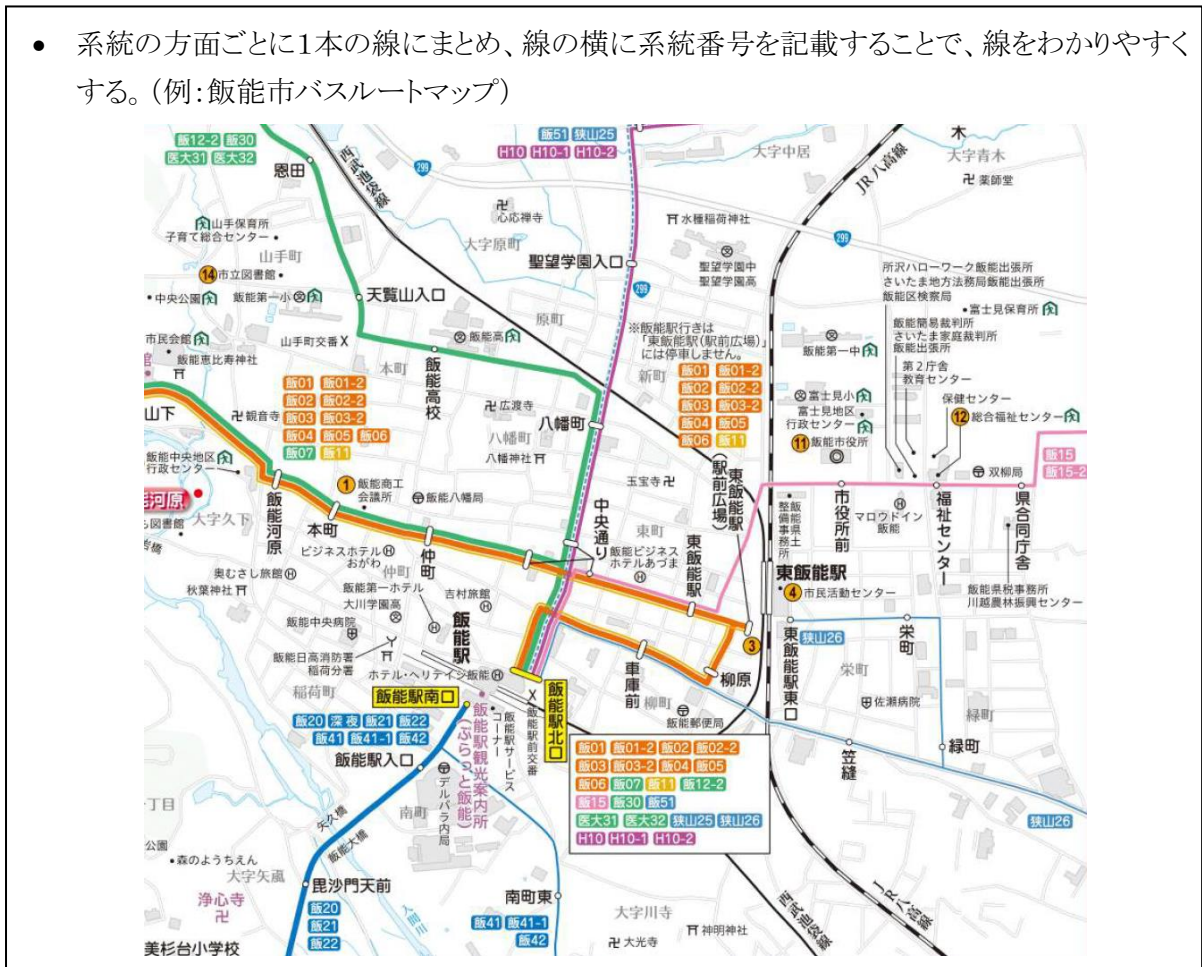 • 系統の方面ごとに1本の線にまとめ、線の横に系統番号を記載することで、線をわかりやすく
する。(例:飯能市バスルートマップ)
飯12-2 飯30
医大31 医大32
恩田
西武池袋線
299
飯51 狭山25
H10 H10-1 H10-2
大字中居
JR八高線
木
大字青木
薬師堂
山手保育所
子育て総合センター
山手町
14 市立図書館
中央公園
飯能第一小
天覧山入口
心応禅寺
大字原町
聖望学園入口
299
水種稲荷神社
聖望学園中
聖望学園高
299
所沢ハローワーク飯能出張所
さいたま地方法務局飯能出張所
飯能区検察局
富士見保育所
飯能簡易裁判所
さいたま家庭裁判所
飯能出張所
第2庁舎
教育センター
保健センター
12 総合福祉センター
市民会館
飯能恵比寿神社
山手町交番
本町
飯能高
飯能高校
原町
※飯能駅行きは
「東飯能駅(駅前広場)」
には停車しません。
新町
飯01 飯01-2
飯02 飯02-2
飯03 飯03-2
飯04 飯05
飯06 飯11
飯能第一中
富士見小
富士見地区
行政センター
11 飯能市役所
館
山下
観音寺
飯01 飯01-2
飯02 飯02-2
飯03 飯03-2
飯04 飯05 飯06
飯07 飯11
広渡寺
八幡町
八幡神社
八幡町
東飯能駅
(駅前広場)
飯15
飯15-2
双柳局
飯能中央地区
行政センター
河原
大字久下
飯能河原
1 飯能商工
会議所
本町
飯能八幡局
仲町
仲町
中央通り
玉宝寺
東町
飯能ビジネス
ホテルあづま
東飯能駅
飯能県土
整備事務所
市役所前
マロウドイン
飯能
福祉センター
県合同庁舎
ビジネスホテル
おがわ
奥むさし旅館
秋葉神社
飯能第一ホテル
大川学園高
吉村旅館
飯能中央病院
飯能日高消防署
稲荷分署
飯能駅
ホテル・ヘリテイジ飯能
3
東飯能駅
4 市民活動センター
飯能県税事務所
川越農林振興センター
稲荷町
飯能駅南口
飯能駅北口
車庫前
柳町
柳原
飯能郵便局
東飯能駅東口
狭山26
栄町
栄町
佐瀬病院
緑町
緑町
笠縫
飯20 深夜 飯21 飯22
飯41 飯41-1 飯42
飯能駅入口
飯能駅観光案内所
(ぷらっと飯能)
飯能駅サービス
コーナー
飯能駅前交番
飯01 飯01-2 飯02 飯02-2
飯03 飯03-2 飯04 飯05
飯06 飯07 飯11 飯12-2
飯15 飯30 飯51
医大31 医大32 狭山25 狭山26
H10 H10-1 H10-2
狭山26
丁目
矢久橋
飯能大橋
南町
デルパラ内局
公園
森のようちえん
大字矢颪
浄心寺
毘沙門天前
飯20
飯21
飯22
入間川
南町東
飯41 飯41-1
飯42
大字川寺
大光寺
神明神社
西武池袋線
JR八高線
美杉台小学校